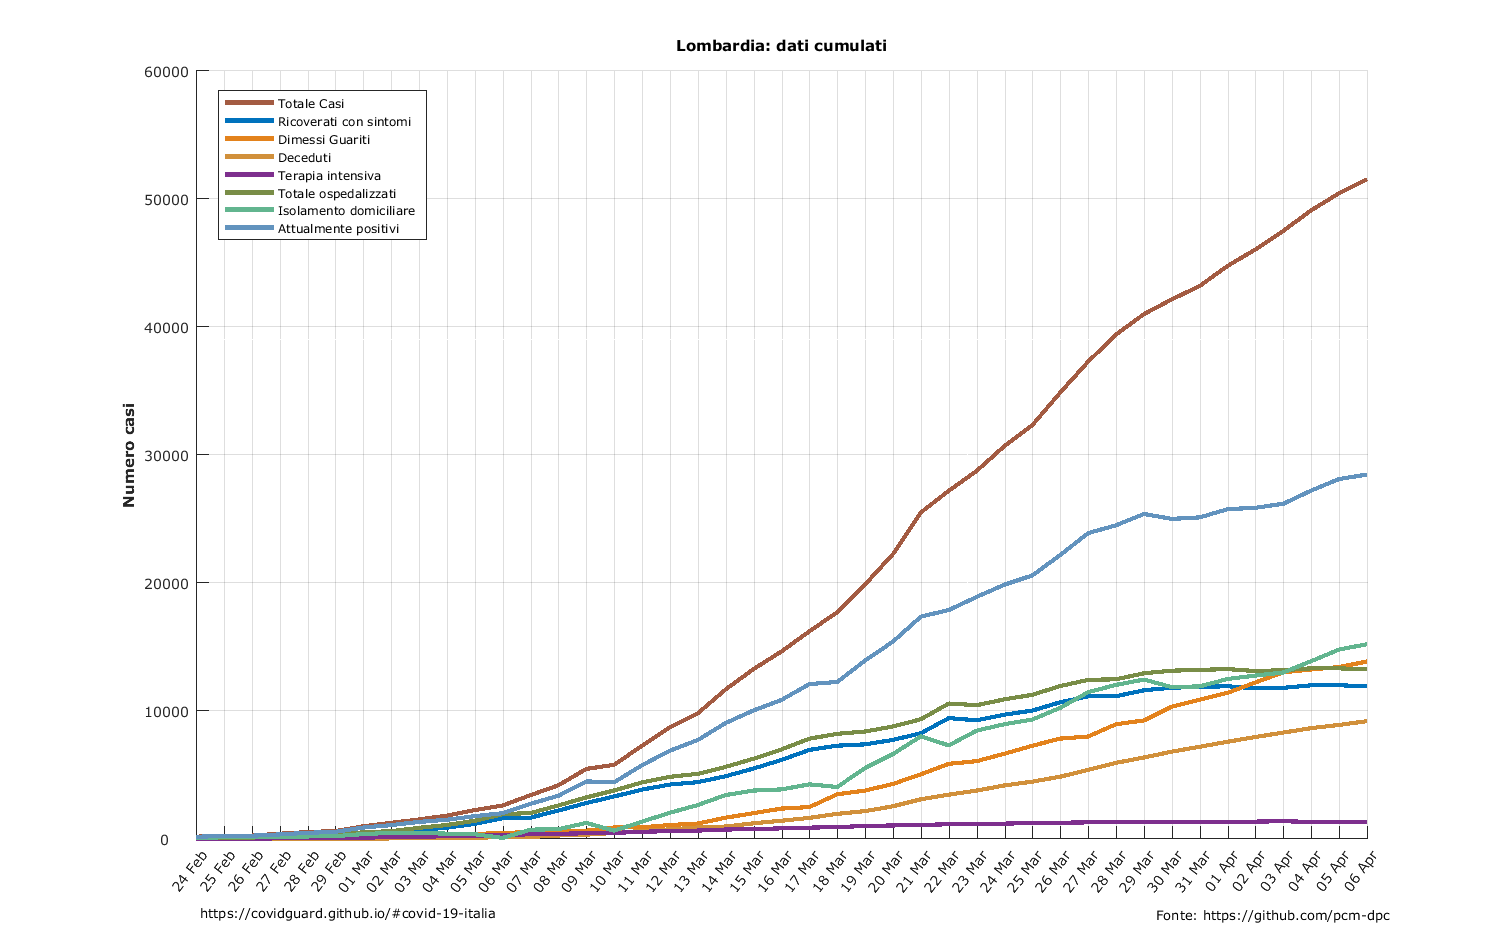 Lombardia: dati cumulati
60000
50000
40000
30000
20000
10000
0
Numero casi
Totale Casi
Ricoverati con sintomi
Dimessi Guariti
Deceduti
Terapia intensiva
Totale ospedalizzati
Isolamento domiciliare
Attualmente positivi
24 Feb
25 Feb
26 Feb
27 Feb
28 Feb
29 Feb
01 Mar
02 Mar
03 Mar
04 Mar
05 Mar
06 Mar
07 Mar
08 Mar
09 Mar
10 Mar
11 Mar
12 Mar
13 Mar
14 Mar
15 Mar
16 Mar
17 Mar
18 Mar
19 Mar
20 Mar
21 Mar
22 Mar
23 Mar
24 Mar
25 Mar
26 Mar
27 Mar
28 Mar
29 Mar
30 Mar
31 Mar
01 Apr
02 Apr
03 Apr
04 Apr
05 Apr
06 Apr
https://covidguard.github.io/#covid-19-italia
Fonte: https://github.com/pcm-dpc